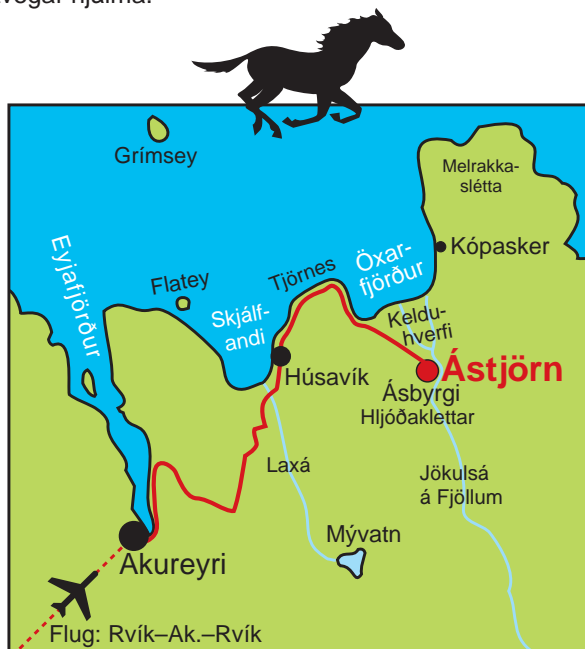 Grímsey
Melrakka-
slétta
Kópasker
Eyjafjörður
Flatey
Skjálf-
andi
Tjörnes
Öxar-
fjörður
Keldu-
hverfi
Húsavík
Ástjörn
Ásbyrgi
Hljóðaklettar
Laxá
Jökulsá
á Fjöllum
Mývatn
Akureyri
Flug: Rvík–Ak.–Rvík